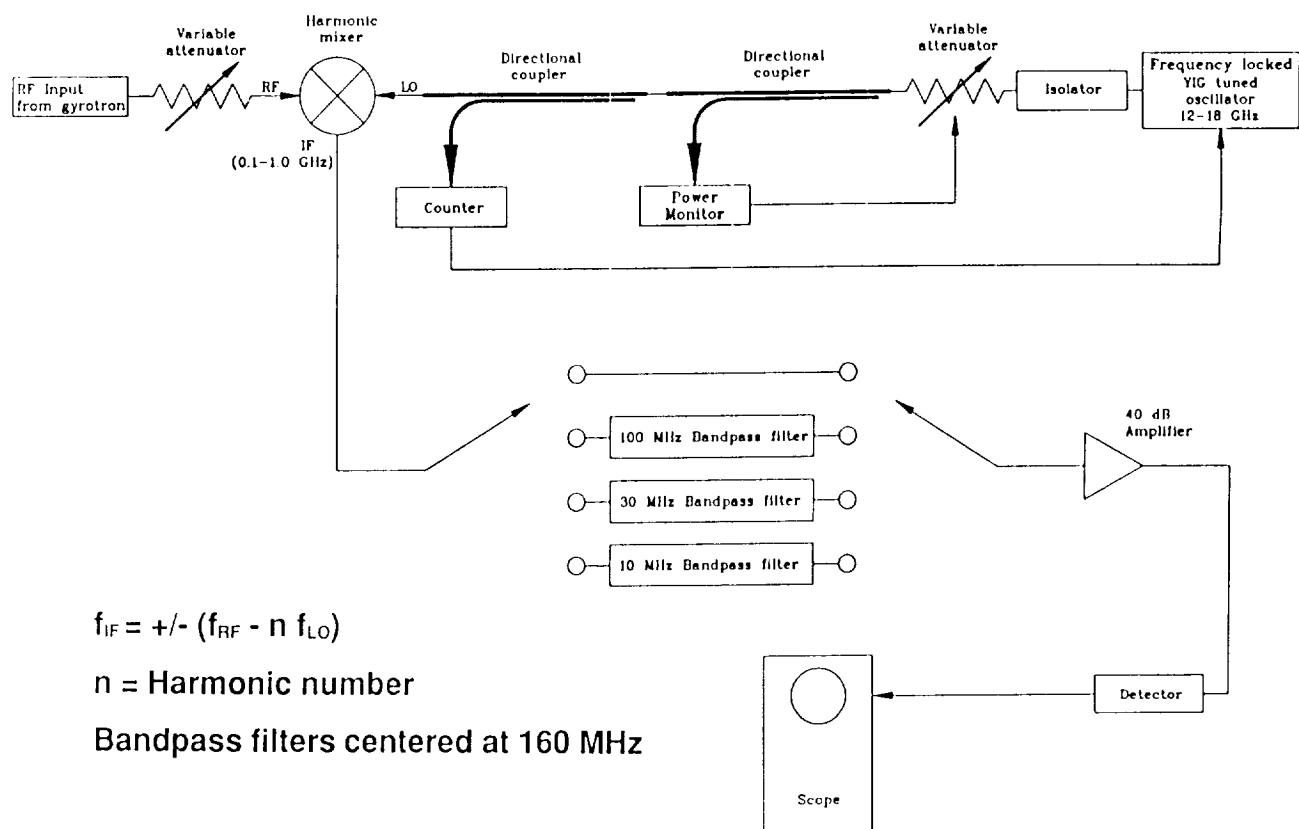 Harmonic
mixer
Variable
attenuator
Directional
coupler
Directional
coupler
Variable
attenuator
Frequency locked
YIG tuned
oscillator
12-18 GHz
RF Input
from gyrotron
RF
LO
Isolator
IF
(0.1-1.0 GHz)
Counter
Power
Monitor
40 dB
Amplifier
100 MHz Bandpass filter
30 MHz Bandpass filter
10 MHz Bandpass filter
fIF = +/- (fRF - n fLO)
n = Harmonic number
Bandpass filters centered at 160 MHz
Detector
Scope